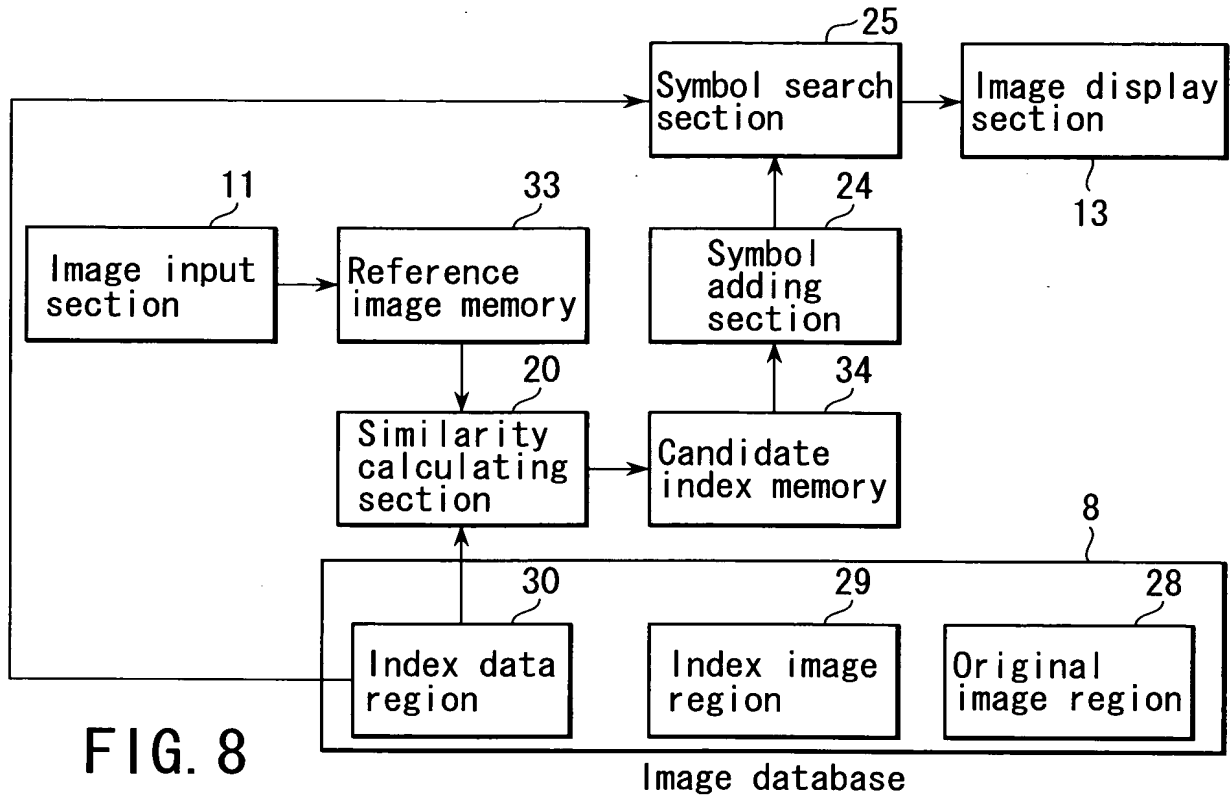 25
Symbol search
section
Image display
section
13
11
Image input
section
33
Reference
image memory
24
Symbol
adding
section
20
Similarity
calculating
section
34
Candidate
index memory
8
30
Index data
region
29
Index image
region
28
Original
image region
FIG. 8
Image database